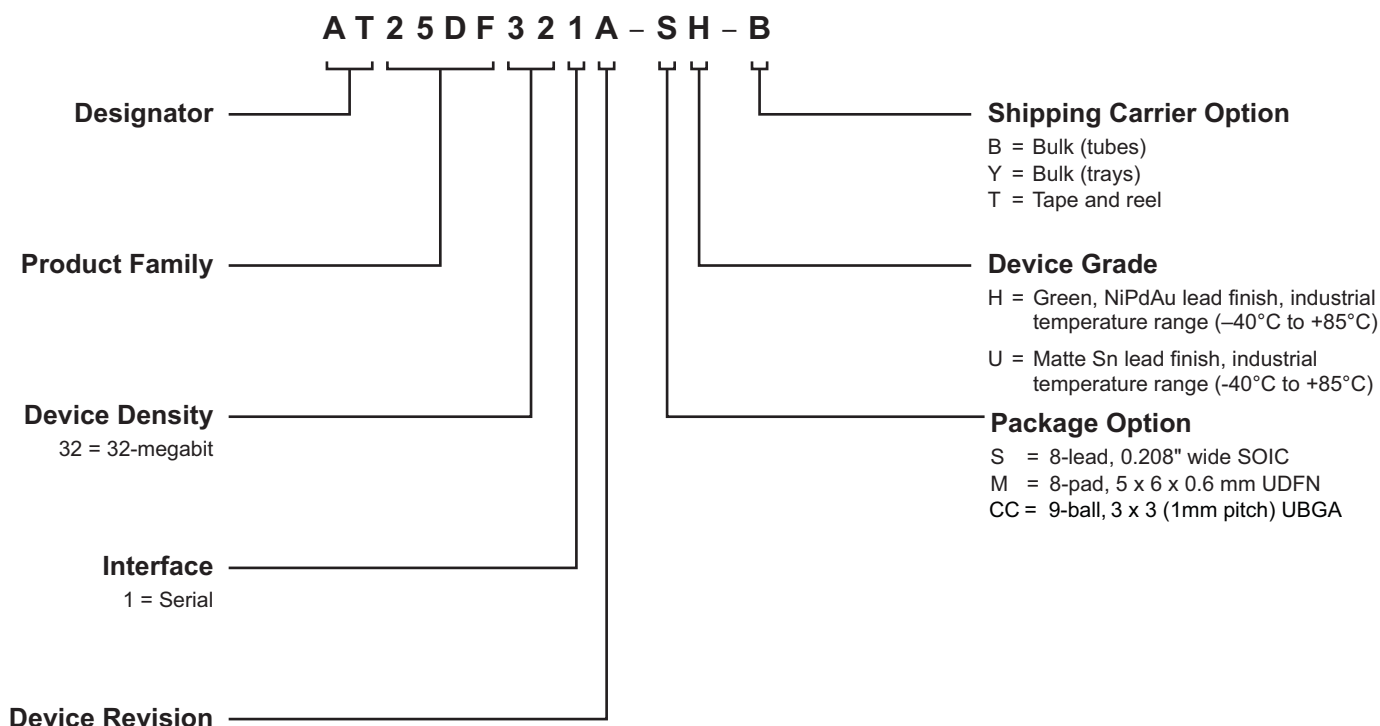 A T 2 5 D F 3 2 1 A – S H – B
Designator
Product Family
Device Density
32 = 32-megabit
Interface
1 = Serial
Device Revision
Shipping Carrier Option
B = Bulk (tubes)
Y = Bulk (trays)
T = Tape and reel
Device Grade
H = Green, NiPdAu lead finish, industrial
temperature range (–40°C to +85°C)
U = Matte Sn lead finish, industrial
temperature range (-40°C to +85°C)
Package Option
S = 8-lead, 0.208" wide SOIC
M = 8-pad, 5 x 6 x 0.6 mm UDFN
CC = 9-ball, 3 x 3 (1mm pitch) UBGA